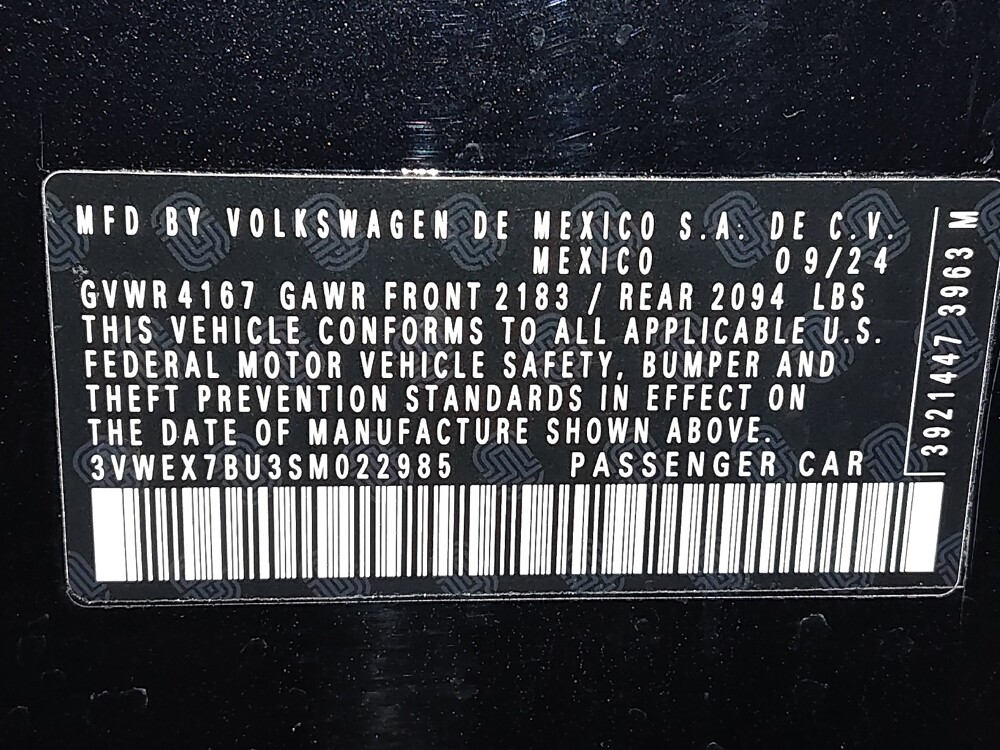 MFD BY VOLKSWAGEN DE MEXICO S.A. DE C.V.
MEXICO 09/24
GVWR 4167 GAWR FRONT 2183 / REAR 2094 LBS
THIS VEHICLE CONFORMS TO ALL APPLICABLE U.S.
FEDERAL MOTOR VEHICLE SAFETY, BUMPER AND
THEFT PREVENTION STANDARDS IN EFFECT ON
THE DATE OF MANUFACTURE SHOWN ABOVE.
3VWEX7BU3SM022985 PASSENGER CAR
3921447 3963 M